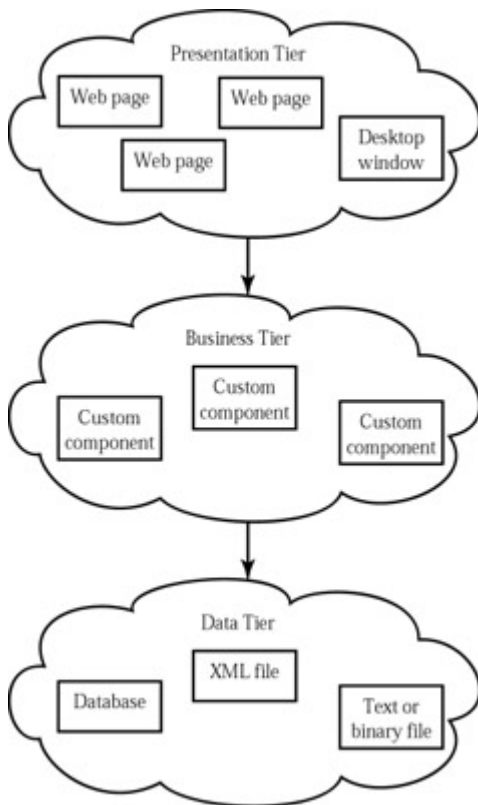 Presentation Tier
Web page
Web page
Web page
Desktop
window
Business Tier
Custom
component
Custom
component
Custom
component
Data Tier
XML file
Database
Text or
binary file